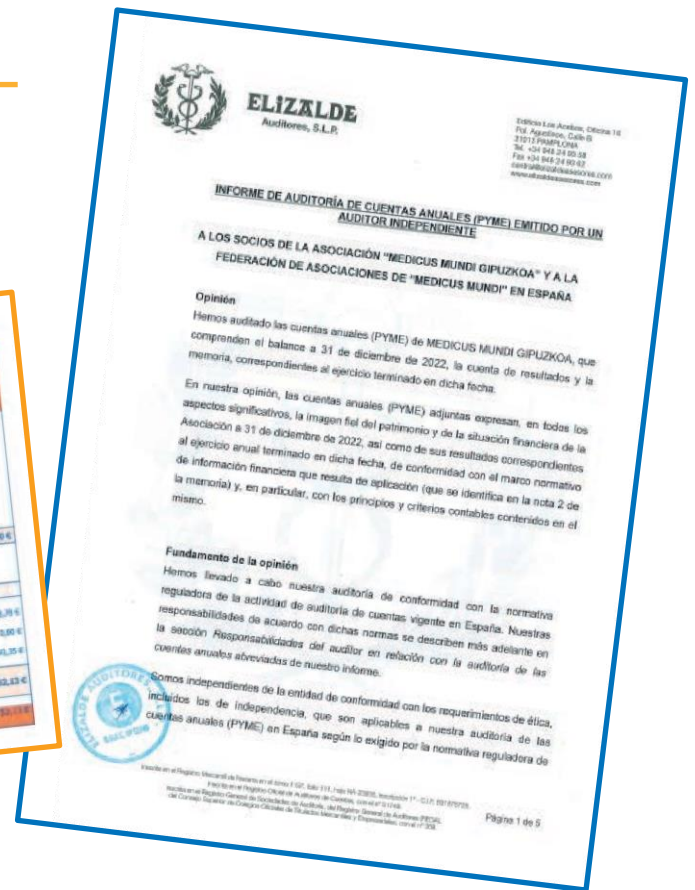 ELIZALDE
Auditores, S.L.P.
Edificio Los Acebos, Oficina 18
Pol. Agustinos, Calle B
31013 PAMPLONA
INFORME DE AUDITORÍA DE CUENTAS ANUALES (PYME) EMITIDO POR UN
AUDITOR INDEPENDIENTE
A LOS SOCIOS DE LA ASOCIACIÓN "MEDICUS MUNDI GIPUZKOA" Y A LA
FEDERACIÓN DE ASOCIACIONES DE "MEDICUS MUNDI" EN ESPAÑA
Opinión
Hemos auditado las cuentas anuales (PYME) de MEDICUS MUNDI GIPUZKOA, que
comprenden el balance a 31 de diciembre de 2022, la cuenta de resultados y la
memoria, correspondientes al ejercicio terminado en dicha fecha.
En nuestra opinión, las cuentas anuales (PYME) adjuntas expresan, en todos los
aspectos significativos, la imagen fiel del patrimonio y de la situación financiera de la
Asociación a 31 de diciembre de 2022, así como de sus resultados correspondientes
al ejercicio anual terminado en dicha fecha, de conformidad con el marco normativo
de información financiera que resulta de aplicación (que se identifica en la nota 2 de
la memoria) y, en particular, con los principios y criterios contables contenidos en el
mismo.
Fundamento de la opinión
Hemos llevado a cabo nuestra auditoría de conformidad con la normativa
reguladora de la actividad de auditoría de cuentas vigente en España. Nuestras
responsabilidades de acuerdo con dichas normas se describen más adelante en
la sección Responsabilidades del auditor en relación con la auditoría de las
cuentas anuales abreviadas de nuestro informe.
Somos independientes de la entidad de conformidad con los requerimientos de ética,
incluidos los de independencia, que son aplicables a nuestra auditoría de las
cuentas anuales (PYME) en España según lo exigido por la normativa reguladora de
Página 1 de 5